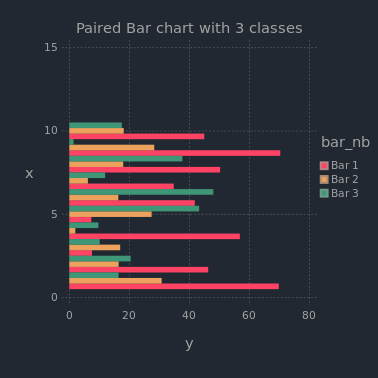 Paired Bar chart with 3 classes
15
10
5
0
x
0 20 40 60 80
y
bar_nb
Bar 1
Bar 2
Bar 3